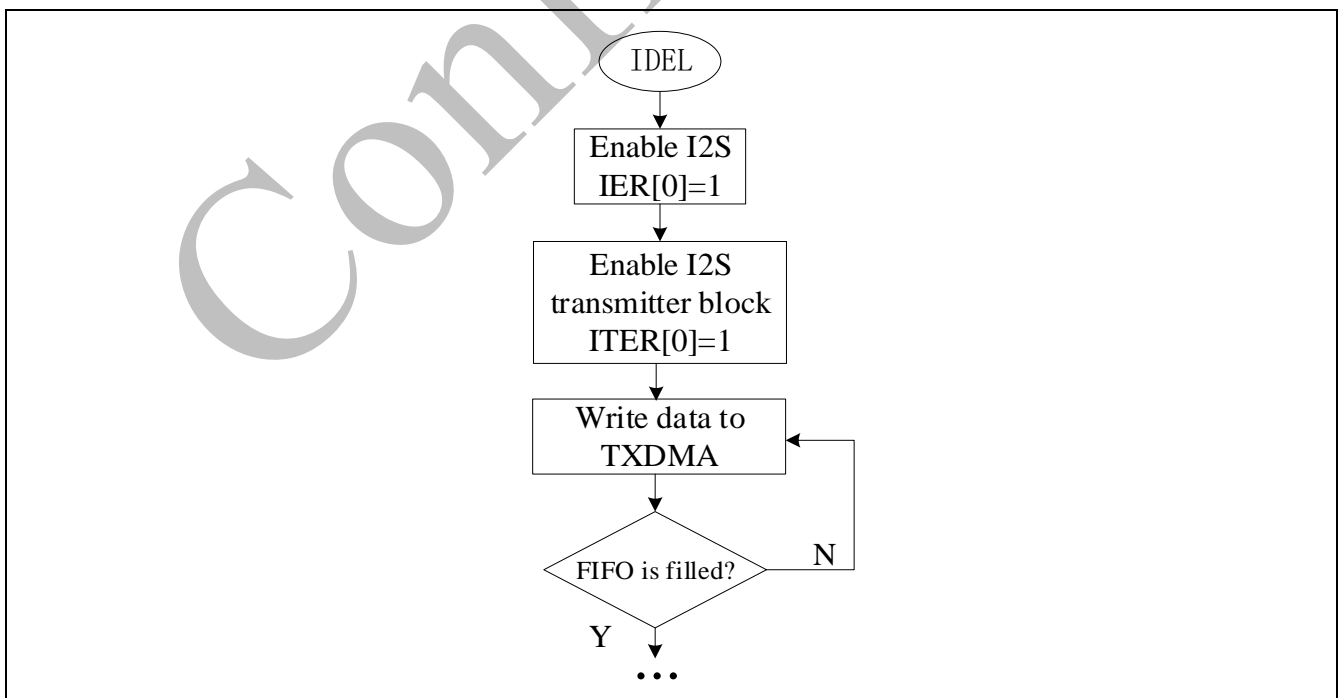 IDEL
Enable I2S
IER[0]=1
Enable I2S
transmitter block
ITER[0]=1
Write data to
TXDMA
FIFO is filled?
N
Y
...